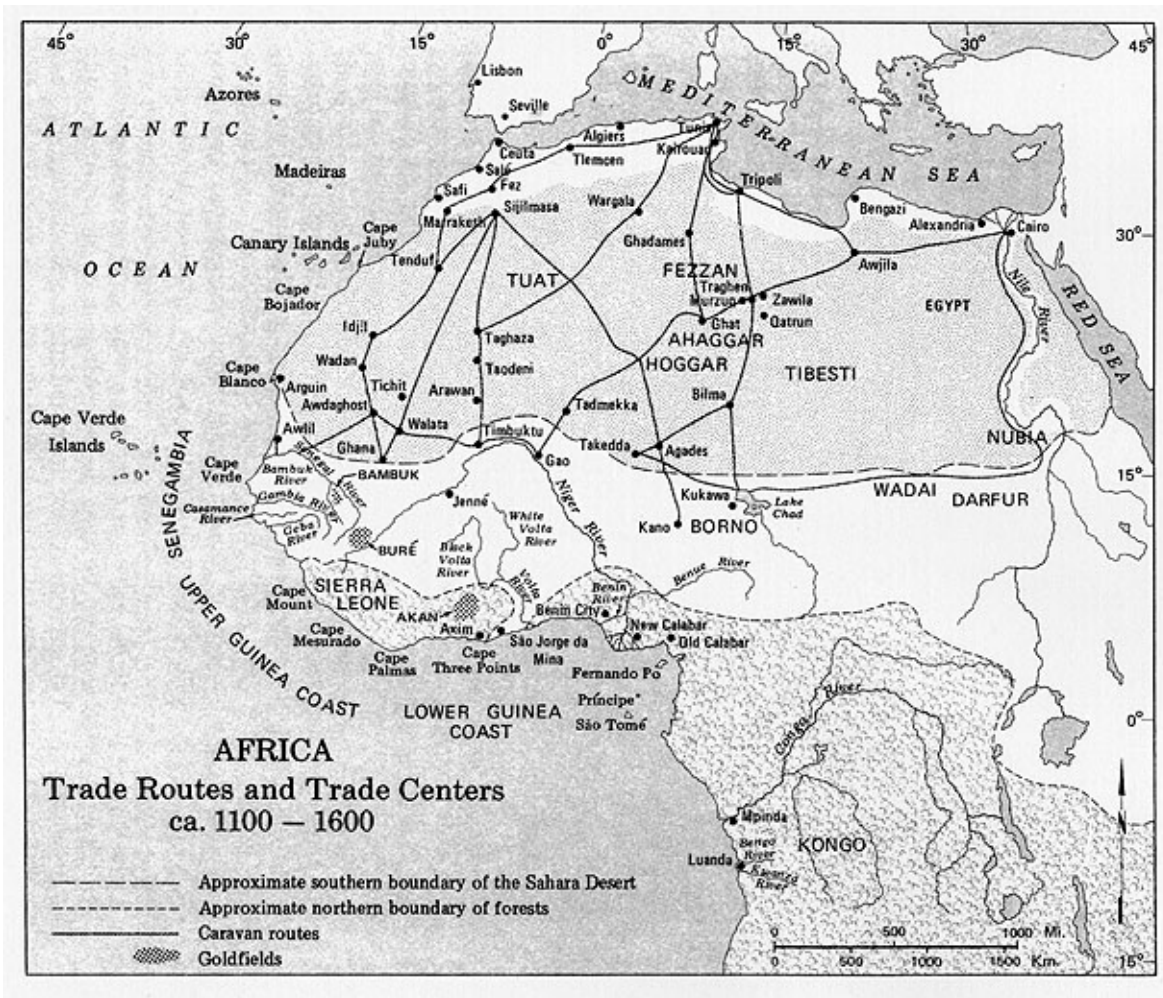 45°
30°
15°
0°
15°
30°
45°
Lisbon
Azores
Seville
MEDITERRANEAN SEA
ATLANTIC
OCEAN
Algiers
Tunis
Ceuta
Tlemcen
Kairouan
Madeiras
Salé
Fez
Safi
Tripoli
Marrakesh
Sijilmasa
Wargala
Bengazi
Alexandria
Cairo
Cape
Juby
Canary Islands
Ghadames
30°
Tenduf
TUAT
FEZZAN
Awjila
Cape
Bojador
Traghen
Murzuq
Zawila
EGYPT
Nile
River
RED SEA
Idjil
Taghaza
Ghat
Qatrun
AHAGGAR
HOGGAR
Wadan
Taodeni
TIBESTI
Cape
Blanco
Arguin
Tichit
Arawan
Bilma
Awdaghost
Tadmekka
Cape Verde
Islands
Awlil
Walata
Timbuktu
Takedda
Agades
NUBIA
Ghana
Gao
SENEGAMBIA
Cape
Verde
Senegal
River
BAMBUK
15°
Bambuk
River
Gambia River
Casamance
River
Geba
River
Jenné
Niger
River
Kukawa
Lake
Chad
WADAI
DARFUR
White
Volta
River
Kano
BORNO
BURÉ
Black
Volta
River
Volta
River
Benue River
SIERRA
LEONE
Cape
Mount
Benin
River
Benin City
AKAN
Axim
New Calabar
Old Calabar
Cape
Mesurado
São Jorge da
Mina
Cape
Palmas
Cape
Three Points
Fernando Po
UPPER GUINEA COAST
Príncipe
São Tomé
LOWER GUINEA
COAST
Congo
River
0°
AFRICA
Trade Routes and Trade Centers
ca. 1100 — 1600
Mpinda
KONGO
Bengo
River
Luanda
Kwanza
River
Approximate southern boundary of the Sahara Desert
Approximate northern boundary of forests
Caravan routes
Goldfields
0 500 1000 Mi.
0 500 1000 1500 Km.
15°